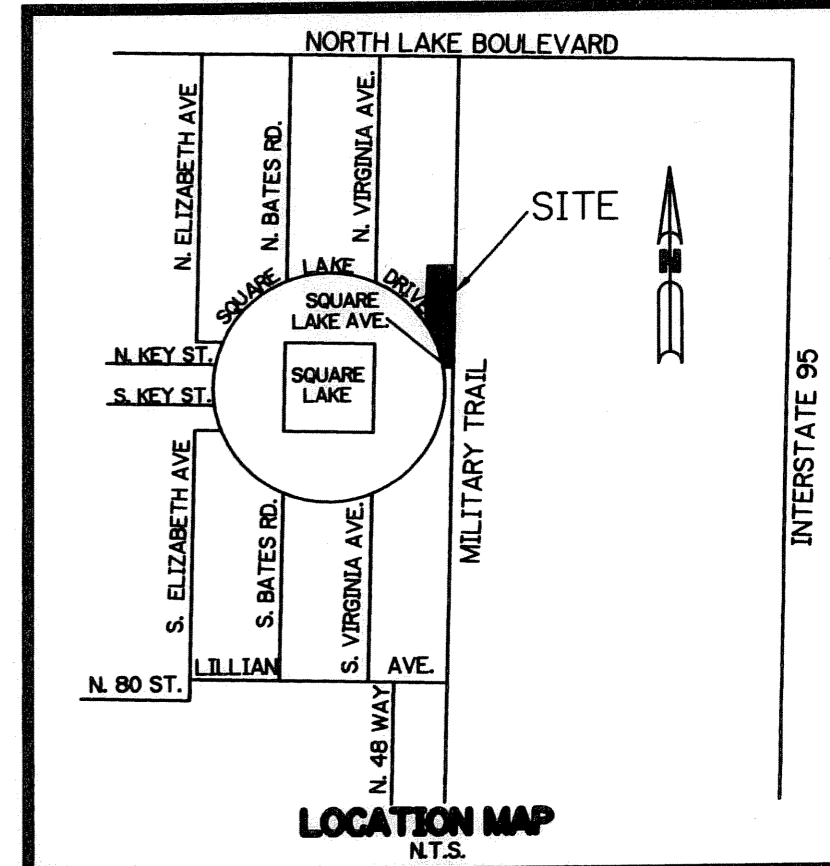 NORTH LAKE BOULEVARD
N. ELIZABETH AVE
N. BATES RD.
N. VIRGINIA AVE.
SITE
N
SQUARE LAKE DRIVE
SQUARE
LAKE AVE.
N. KEY ST.
S. KEY ST.
SQUARE
LAKE
MILITARY TRAIL
INTERSTATE 95
S. ELIZABETH AVE
S. BATES RD.
S. VIRGINIA AVE.
LILLIAN AVE.
N. 80 ST.
N. 48 WAY
LOCATION MAP
N.T.S.